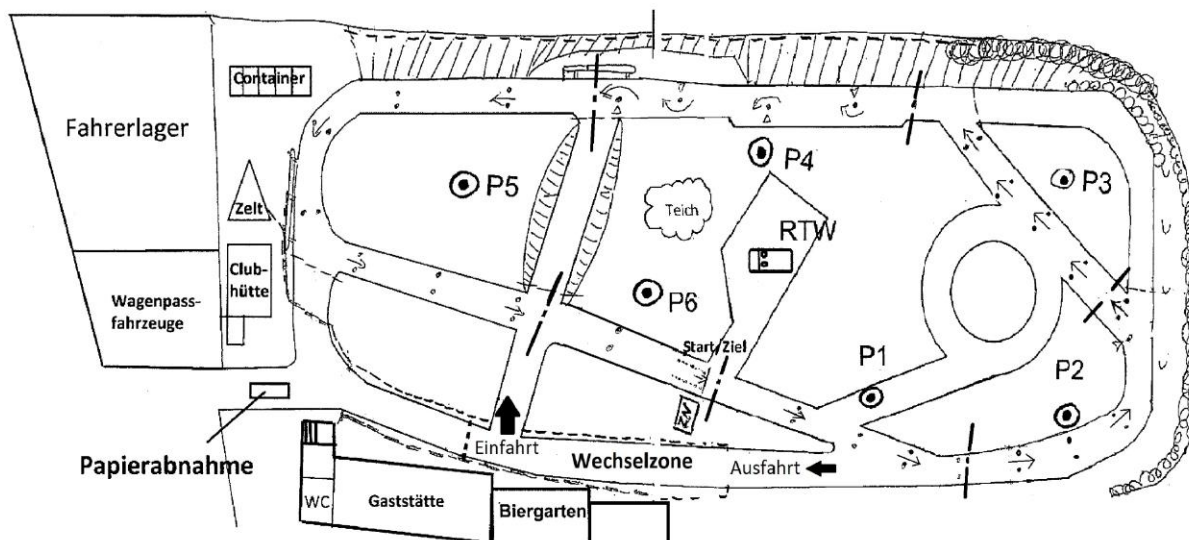 Container
Fahrerlager
P5
P4
P3
Zelt
Teich
RTW
Club-
hütte
Wagenpass-
fahrzeuge
P6
Start/Ziel
P1
P2
ZN
Einfahrt
Wechselzone
Ausfahrt
Papierabnahme
WC
Gaststätte
Biergarten